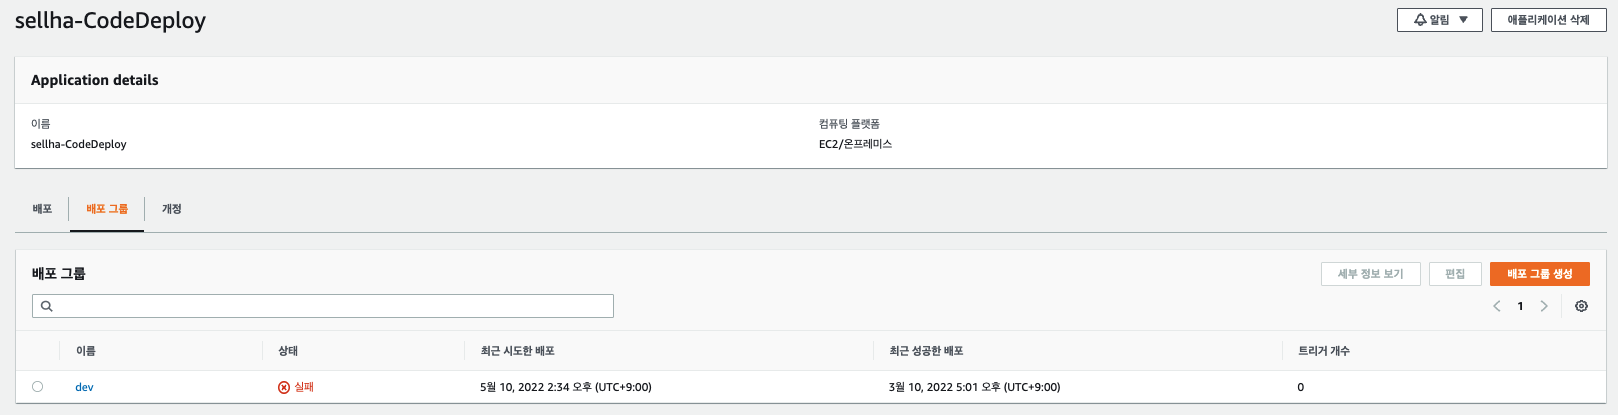 sellha-CodeDeploy
알림 ▼ 애플리케이션 삭제
Application details
이름 컴퓨팅 플랫폼
sellha-CodeDeploy EC2/온프레미스
배포 배포 그룹 개정
배포 그룹 세부 정보 보기 편집 배포 그룹 생성
1
이름 상태 최근 시도한 배포 최근 성공한 배포 트리거 개수
dev 실패 5월 10, 2022 2:34 오후 (UTC+9:00) 3월 10, 2022 5:01 오후 (UTC+9:00) 0